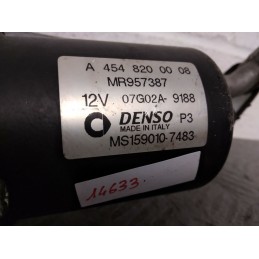 A 454 820 00 08
MR957387
12V 07G02A- 9188
DENSO P3
MADE IN ITALY
MS159010-7483
14633